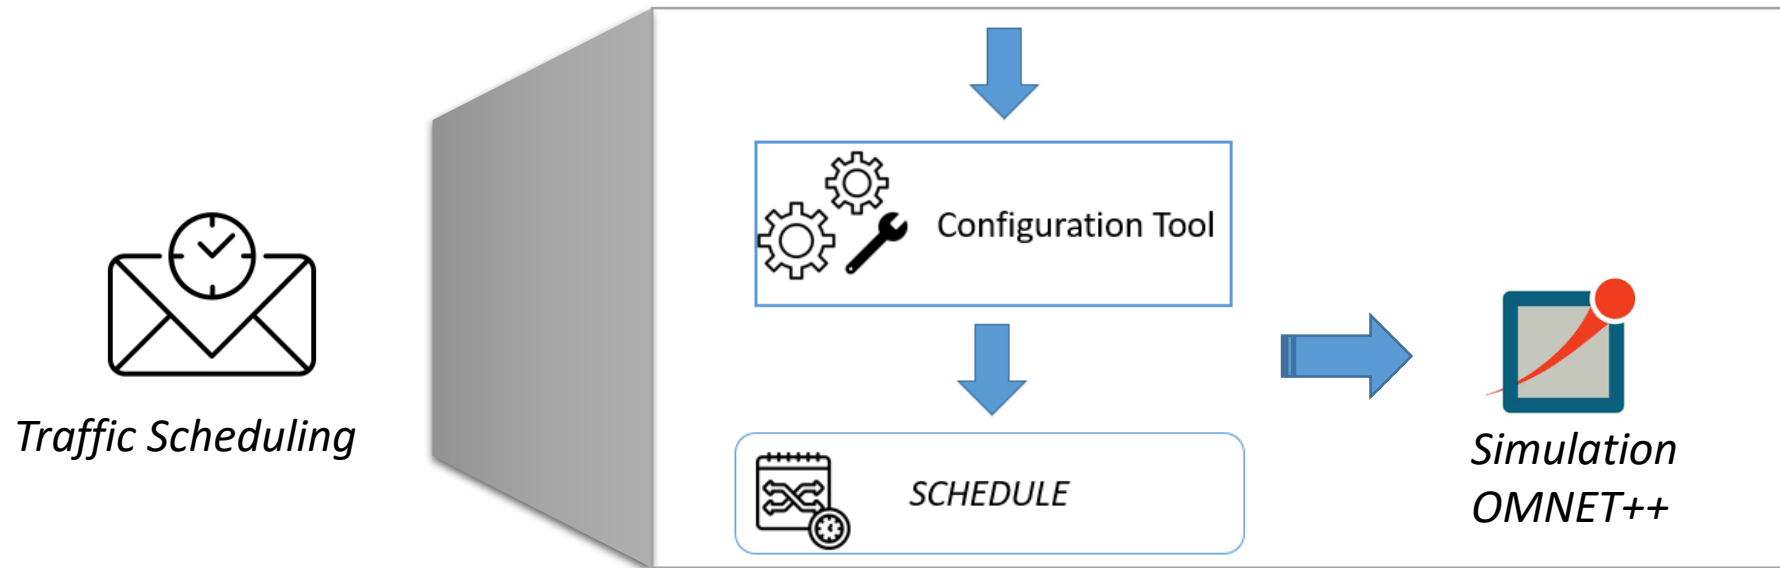 Configuration Tool
Traffic Scheduling
SCHEDULE
Simulation
OMNET++